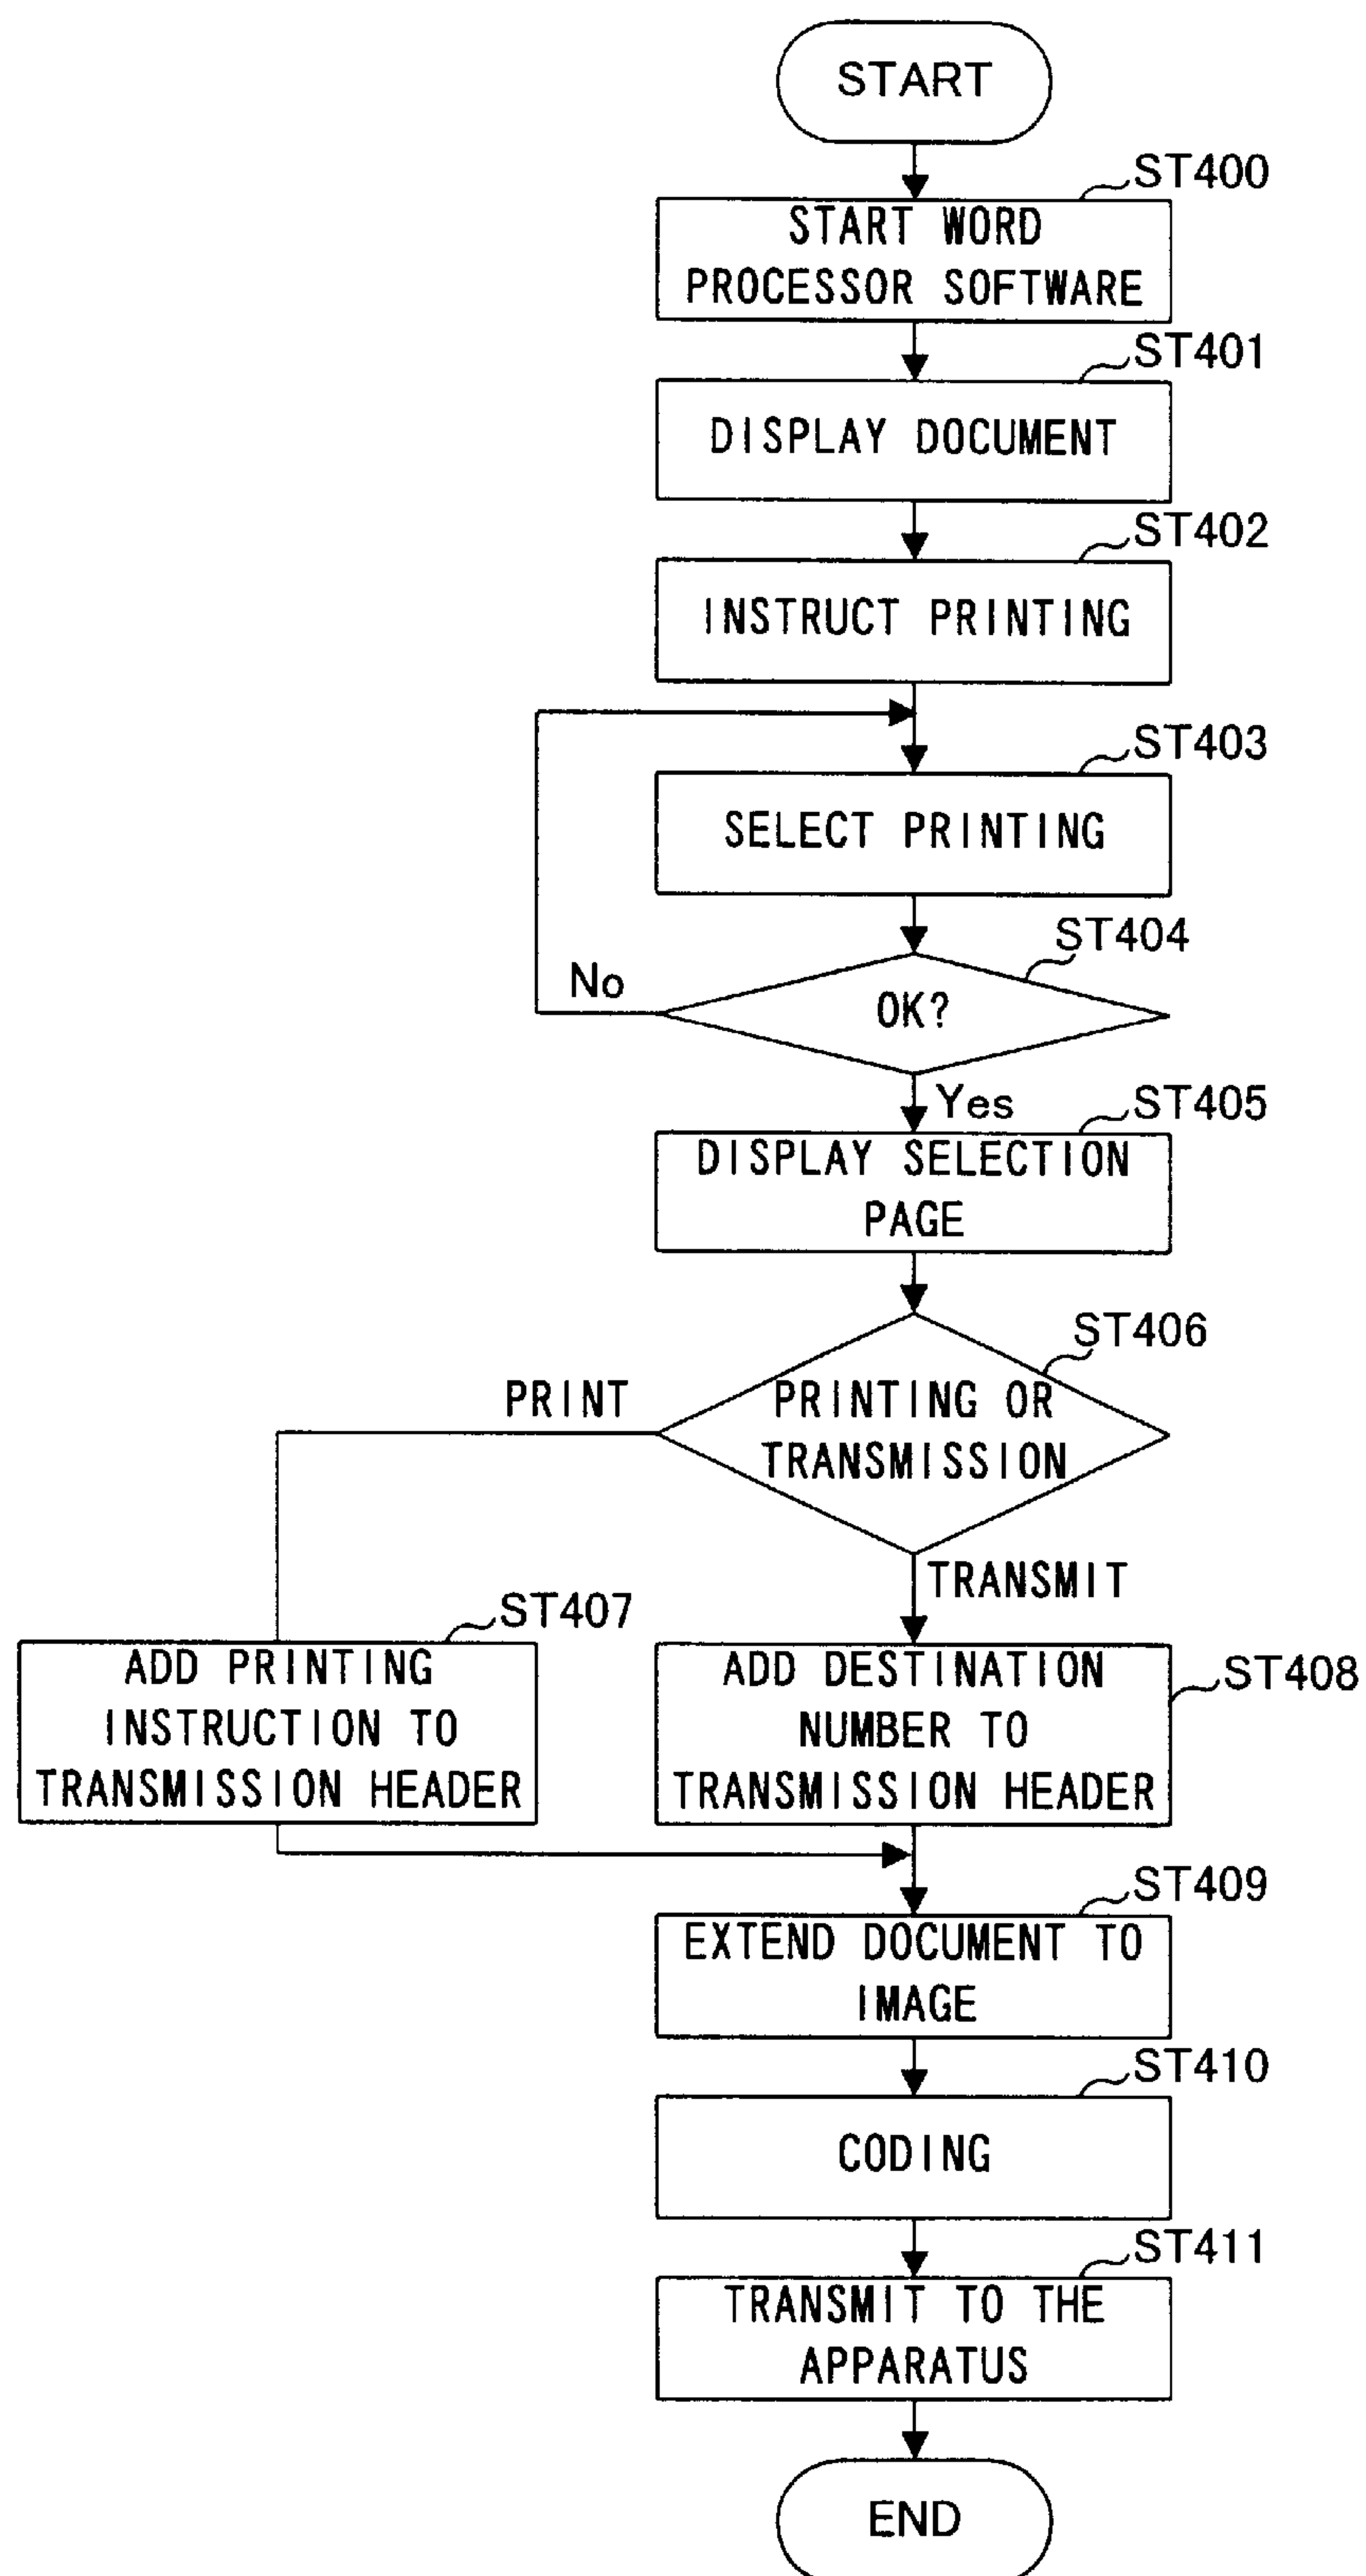 START
ST400
START WORD
PROCESSOR SOFTWARE
ST401
DISPLAY DOCUMENT
ST402
INSTRUCT PRINTING
ST403
SELECT PRINTING
ST404
No
OK?
Yes
ST405
DISPLAY SELECTION
PAGE
ST406
PRINT
PRINTING OR
TRANSMISSION
TRANSMIT
ST407
ADD PRINTING
INSTRUCTION TO
TRANSMISSION HEADER
ST408
ADD DESTINATION
NUMBER TO
TRANSMISSION HEADER
ST409
EXTEND DOCUMENT TO
IMAGE
ST410
CODING
ST411
TRANSMIT TO THE
APPARATUS
END